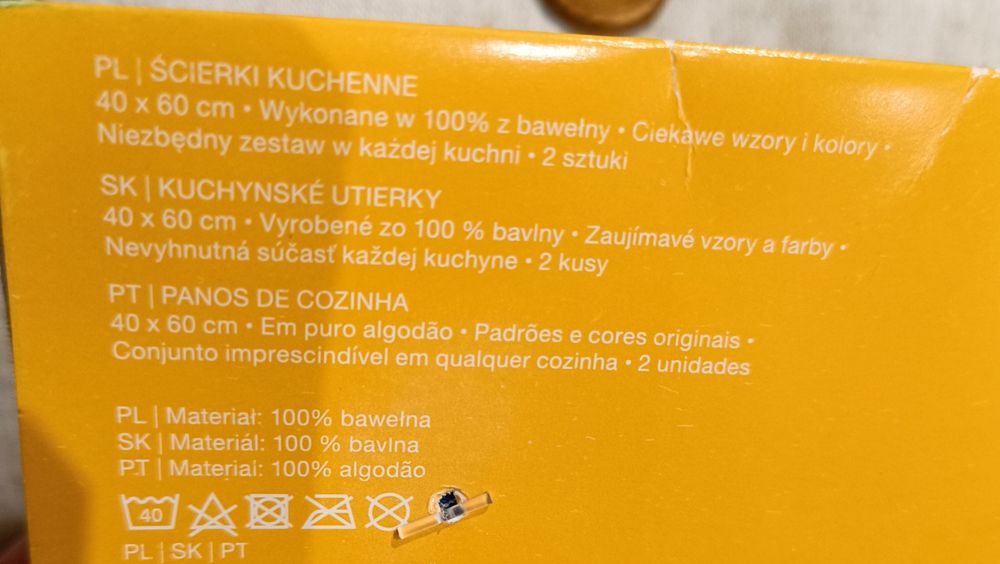 PL | ŚCIERKI KUCHENNE
40 x 60 cm • Wykonane w 100% z bawełny • Ciekawe wzory i kolory •
Niezbędny zestaw w każdej kuchni • 2 sztuki
SK | KUCHYNSKÉ UTIERKY
40 x 60 cm • Vyrobené zo 100 % bavlny • Zaujímavé vzory a farby •
Nevyhnutná súčasť každej kuchyne • 2 kusy
PT | PANOS DE COZINHA
40 x 60 cm • Em puro algodão • Padrões e cores originais •
Conjunto imprescindível em qualquer cozinha • 2 unidades
PL | Materiał: 100% bawełna
SK | Materiál: 100 % bavlna
PT | Material: 100% algodão
40
PL | SK | PT